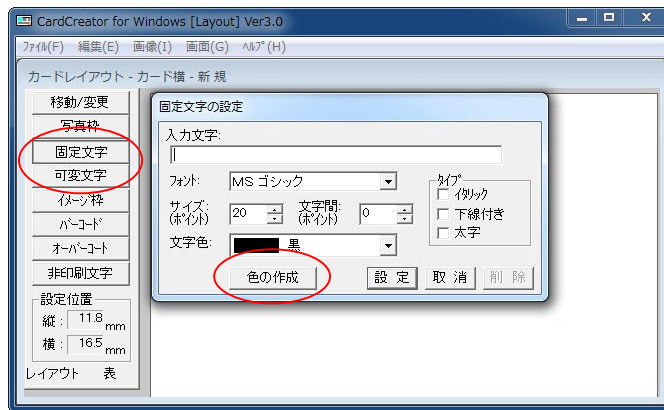 CardCreator for Windows [Layout] Ver3.0
ﾌｧｲﾙ(F) 編集(E) 画像(I) 画面(G) ﾍﾙﾌﾟ(H)
カードレイアウト - カード横 - 新 規
移動/変更
写真枠
固定文字
可変文字
ｲﾒｰｼﾞ枠
ﾊﾞｰｺｰﾄﾞ
ｵｰﾊﾞｰｺｰﾄ
非印刷文字
設定位置
縦 : 11.8 mm
横 : 16.5 mm
レイアウト 表
固定文字の設定
入力文字:
ﾌｫﾝﾄ: ＭＳ ゴシック
サイズ: 20 文字間: 0
(ﾎﾟｲﾝﾄ) (ﾎﾟｲﾝﾄ)
文字色: 黒
ﾀｲﾌﾟ
ｲﾀﾘｯｸ
下線付き
太字
色の作成 設 定 取 消 削 除